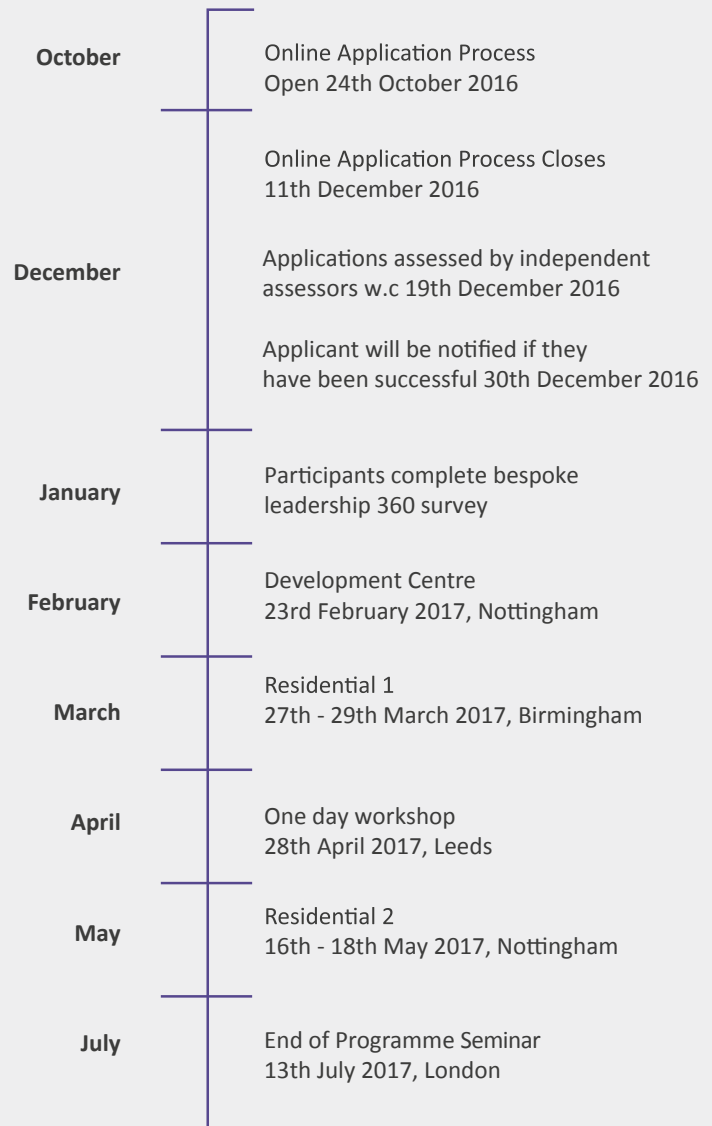 October
Online Application Process
Open 24th October 2016
Online Application Process Closes
11th December 2016
December
Applications assessed by independent
assessors w.c 19th December 2016
Applicant will be notified if they
have been successful 30th December 2016
January
Participants complete bespoke
leadership 360 survey
February
Development Centre
23rd February 2017, Nottingham
March
Residential 1
27th - 29th March 2017, Birmingham
April
One day workshop
28th April 2017, Leeds
May
Residential 2
16th - 18th May 2017, Nottingham
July
End of Programme Seminar
13th July 2017, London